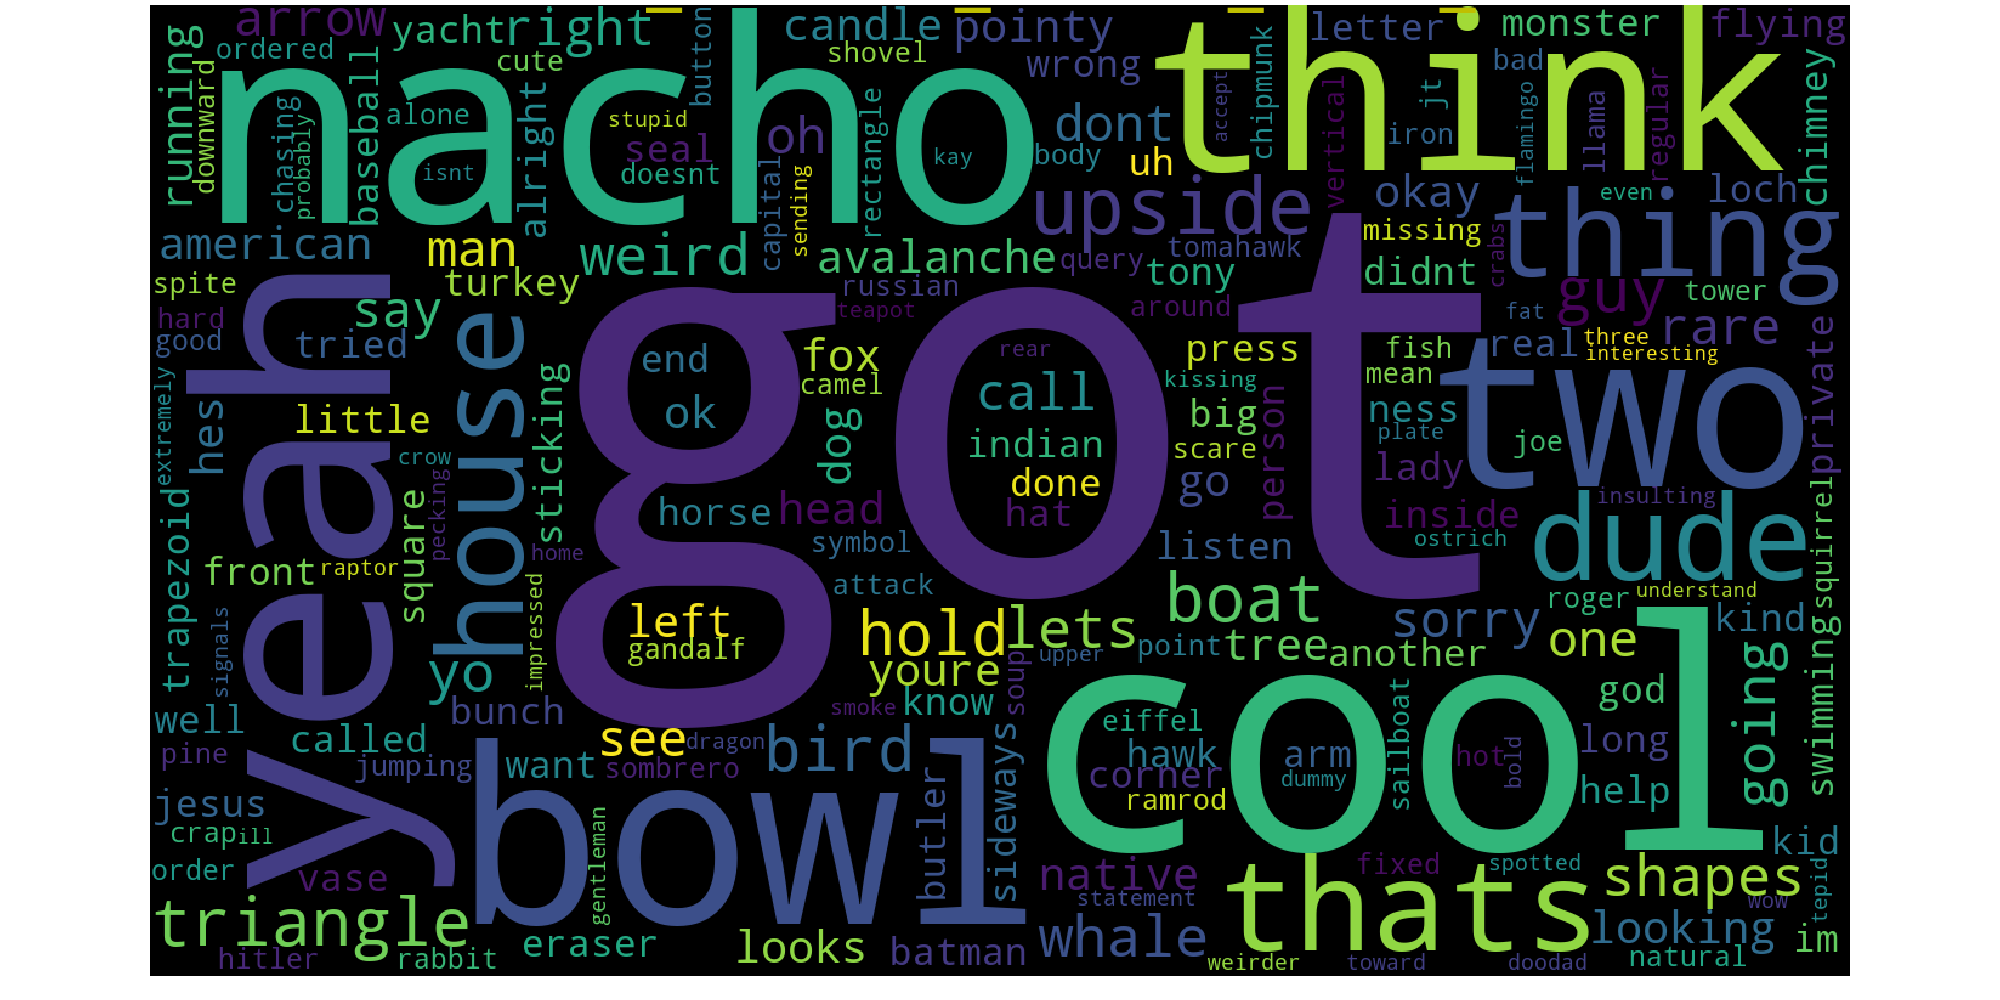 arrow
yacht
right
button
candle
pointy
letter
monster
flying
running
ordered
cute
shovel
wrong
chipmunk
bad
downward
nacho
think
baseball
chasing
probably
alone
alright
stupid
seal
doesnt
isnt
oh
rectangle
kay
dont
body
uh
accept
vertical
jt
iron
flamingo
llama
regular
chimney
american
man
weird
capital
sending
avalanche
upside
okay
even
loch
thing
query
tomahawk
missing
crabs
spite
turkey
russian
tony
didnt
hard
say
teapot
around
guy
tower
good
tried
yeah
house
got
fat
rare
end
fox
rear
press
fish
real
three
interesting
private
camel
kissing
mean
two
extremely
hes
little
sticking
ok
dog
call
big
person
ness
plate
crow
indian
scare
lady
joe
trapezoid
square
pecking
horse
head
done
hat
go
inside
insulting
symbol
listen
ostrich
dude
squirrel
front
raptor
home
impressed
attack
boat
roger
understand
signals
left
gandalf
hold
lets
sorry
one
kind
yo
youre
soup
upper
point
tree
another
going
swimming
well
bunch
smoke
know
cool
god
called
see
dragon
bird
sideways
eiffel
sailboat
long
pine
jumping
want
sombrero
hawk
arm
hot
bold
jesus
bowl
butler
corner
dummy
help
crap
ill
ramrod
kid
order
vase
gentleman
native
fixed
spotted
shapes
tepid
triangle
statement
thats
wow
hitler
rabbit
eraser
looks
batman
whale
looking
im
weirder
toward
doodad
natural